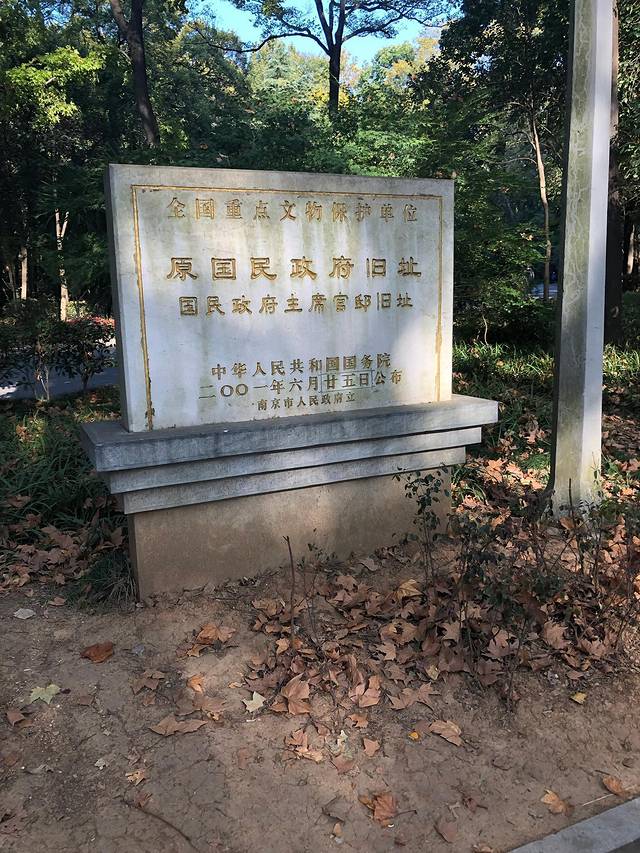 全国重点文物保护单位
原国民政府旧址
国民政府主席官邸旧址
中华人民共和国国务院
二〇〇一年六月廿五日公布
南京市人民政府立